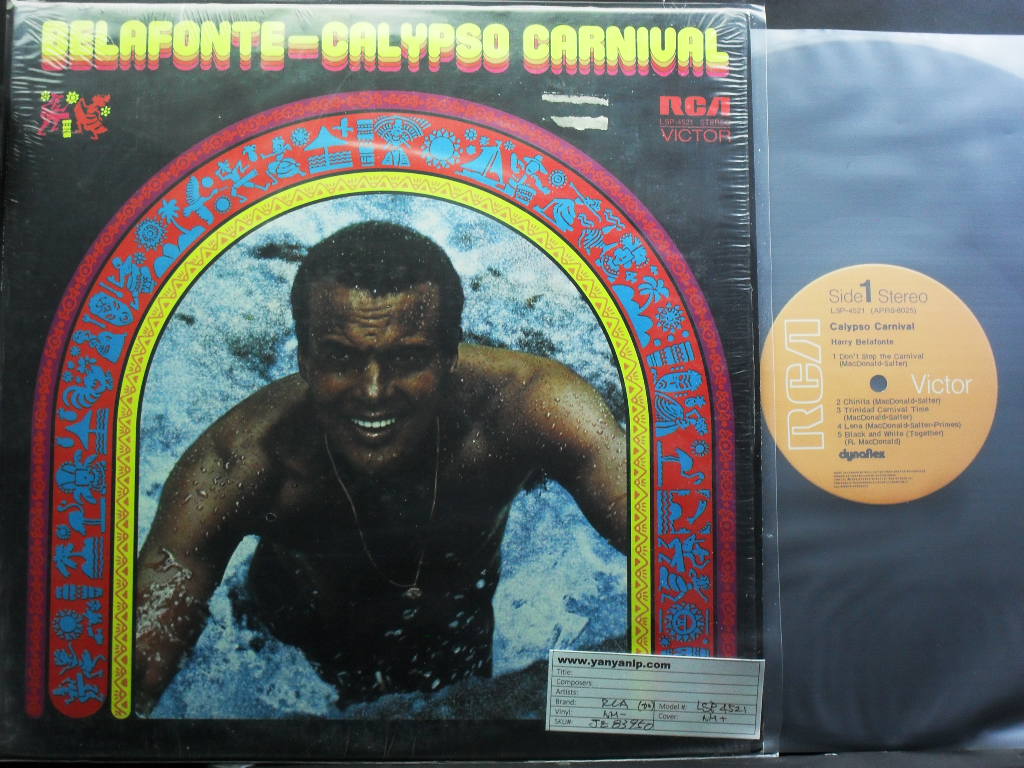 BELAFONTE-CALYPSO CARNIVAL
RCA
LSP-4521 STEREO
VICTOR
Side 1 Stereo
LSP-4521 (APRS-6025)
Calypso Carnival
Harry Belafonte
1 Don't Stop the Carnival
(MacDonald-Salter)
RCA
Victor
2 Chinita (MacDonald-Salter)
3 Trinidad Carnival Time
(MacDonald-Salter)
4 Lena (MacDonald-Salter-Primes)
5 Black and White (Together)
(R. MacDonald)
dynaflex
www.yanyanlp.com
Title:
Composers:
Artists:
Brand: RCA Model #: LSP 4521
Vinyl: NM- Cover: NM+
SKU#: